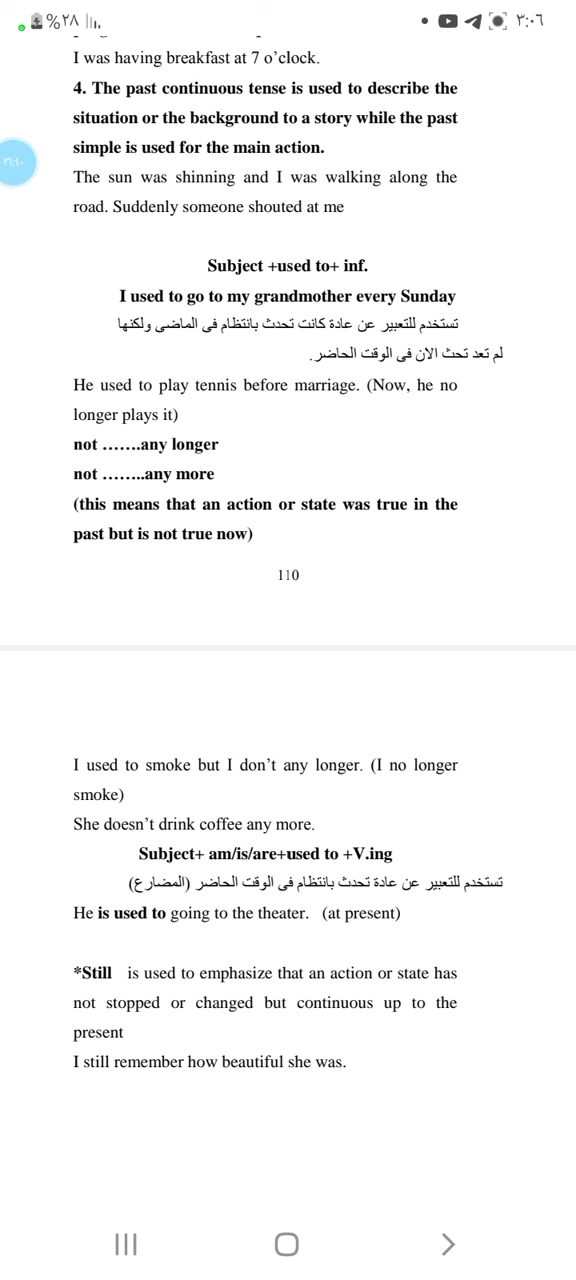 %٢٨
٣:٠٦
I was having breakfast at 7 o’clock.
4. The past continuous tense is used to describe the
situation or the background to a story while the past
simple is used for the main action.
٣٦:٤٠
The sun was shinning and I was walking along the
road. Suddenly someone shouted at me
Subject +used to+ inf.
I used to go to my grandmother every Sunday
تستخدم للتعبير عن عادة كانت تحدث بانتظام فى الماضى ولكنها
لم تعد تحث الان فى الوقت الحاضر.
He used to play tennis before marriage. (Now, he no
longer plays it)
not …….any longer
not ……..any more
(this means that an action or state was true in the
past but is not true now)
110
I used to smoke but I don’t any longer. (I no longer
smoke)
She doesn’t drink coffee any more.
Subject+ am/is/are+used to +V.ing
تستخدم للتعبير عن عادة تحدث بانتظام فى الوقت الحاضر (المضارع)
He is used to going to the theater. (at present)
*Still is used to emphasize that an action or state has
not stopped or changed but continuous up to the
present
I still remember how beautiful she was.